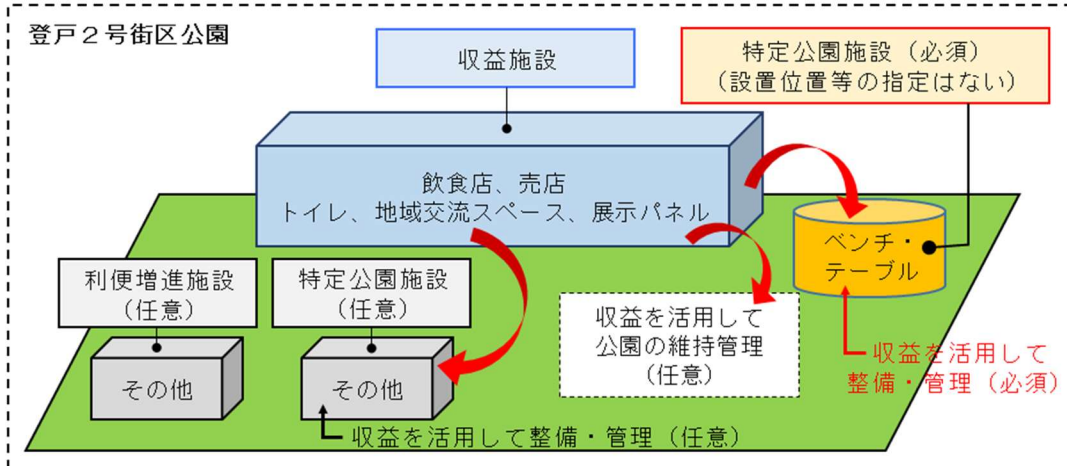 登戸２号街区公園
収益施設
特定公園施設（必須）
（設置位置等の指定はない）
飲食店、売店
トイレ、地域交流スペース、展示パネル
ベンチ・
テーブル
利便増進施設
（任意）
特定公園施設
（任意）
収益を活用して
公園の維持管理
（任意）
収益を活用して
整備・管理（必須）
その他
その他
収益を活用して整備・管理（任意）